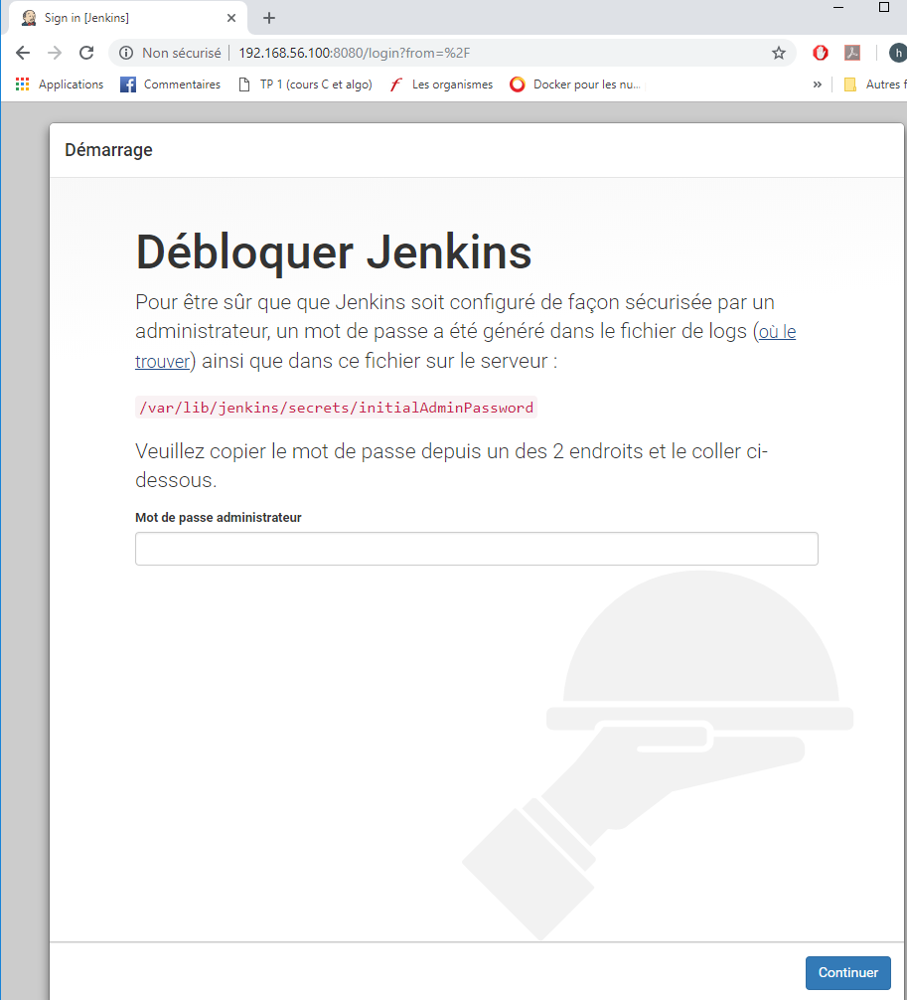 Sign in [Jenkins]
Non sécurisé 192.168.56.100:8080/login?from=%2F
h
Applications Commentaires TP 1 (cours C et algo) Les organismes Docker pour les nu... » Autres f
Démarrage
Débloquer Jenkins
Pour être sûr que que Jenkins soit configuré de façon sécurisée par un
administrateur, un mot de passe a été généré dans le fichier de logs (où le
trouver) ainsi que dans ce fichier sur le serveur :
/var/lib/jenkins/secrets/initialAdminPassword
Veuillez copier le mot de passe depuis un des 2 endroits et le coller ci-
dessous.
Mot de passe administrateur
Continuer